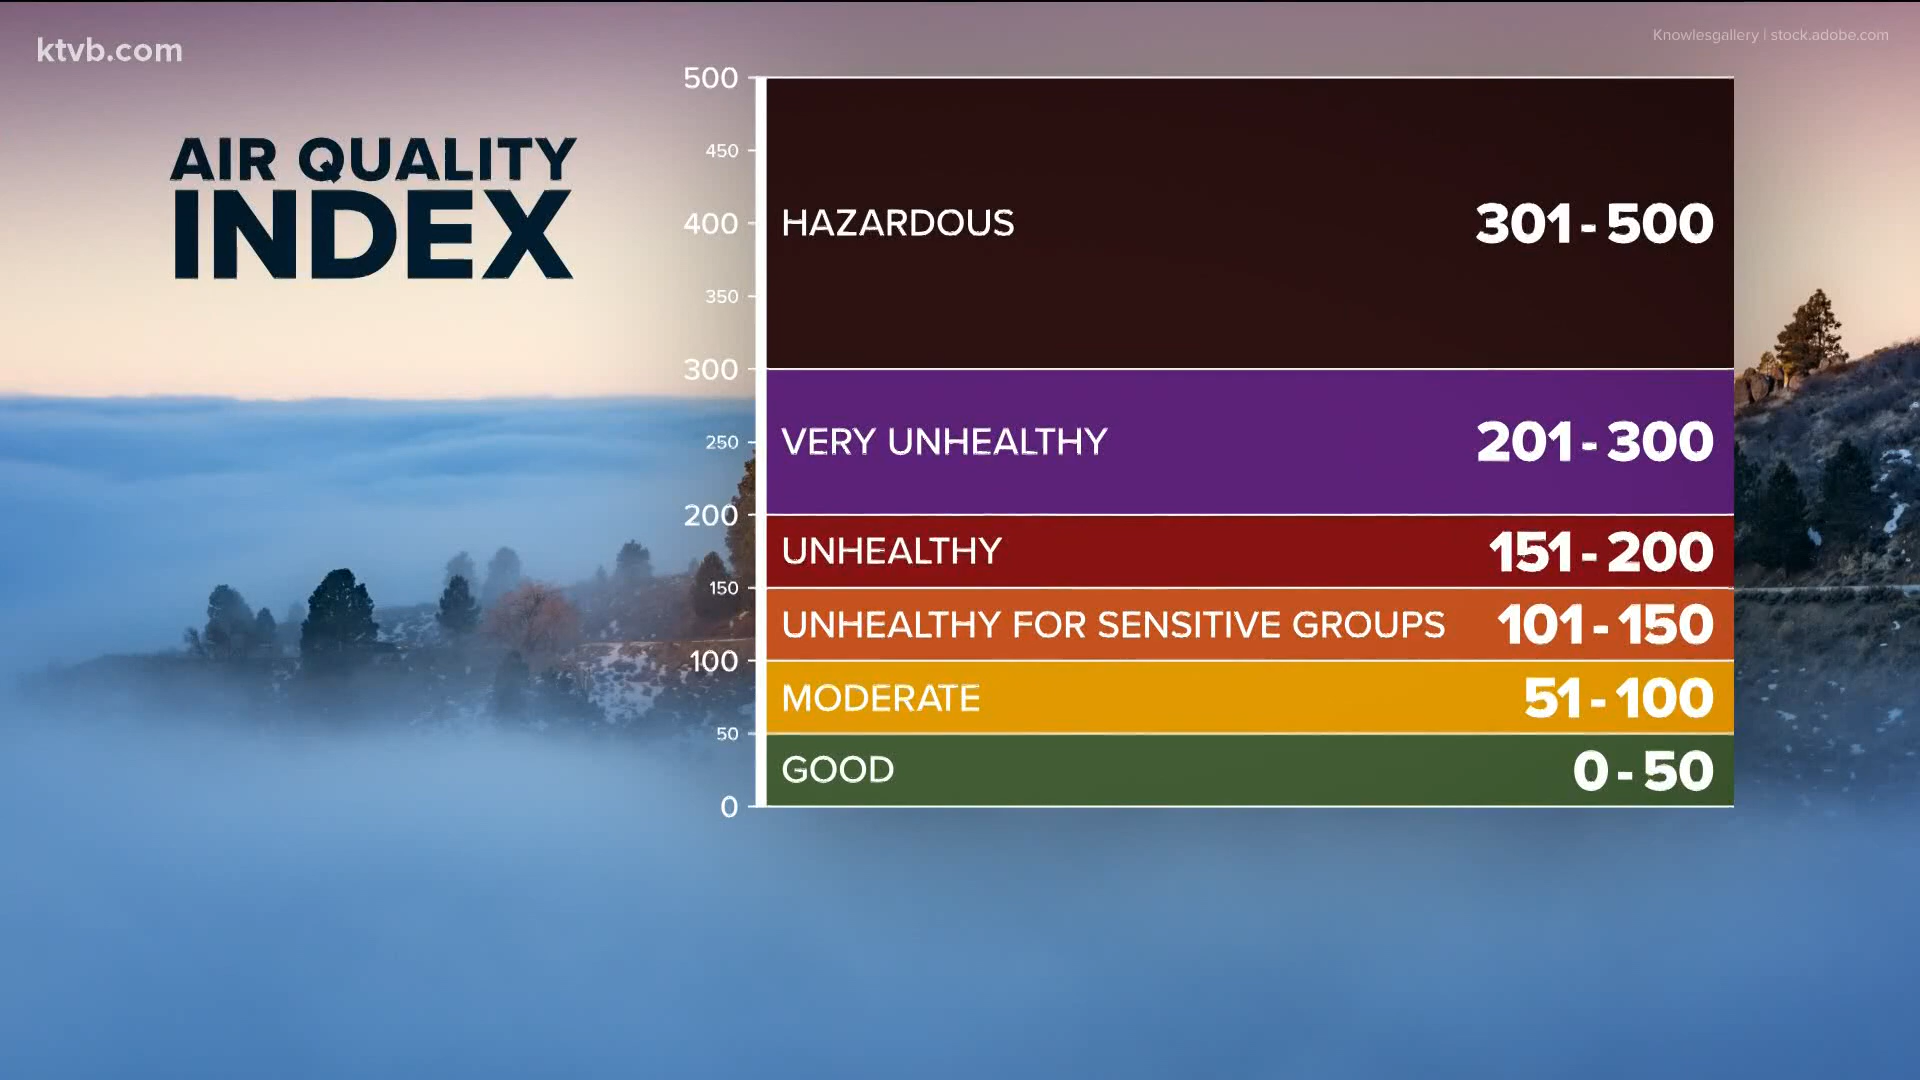 ktvb.com
Knowlesgallery | stock.adobe.com
AIR QUALITY
INDEX
500
450
400
350
300
250
200
150
100
50
0
HAZARDOUS 301 - 500
VERY UNHEALTHY 201 - 300
UNHEALTHY 151 - 200
UNHEALTHY FOR SENSITIVE GROUPS 101 - 150
MODERATE 51 - 100
GOOD 0 - 50